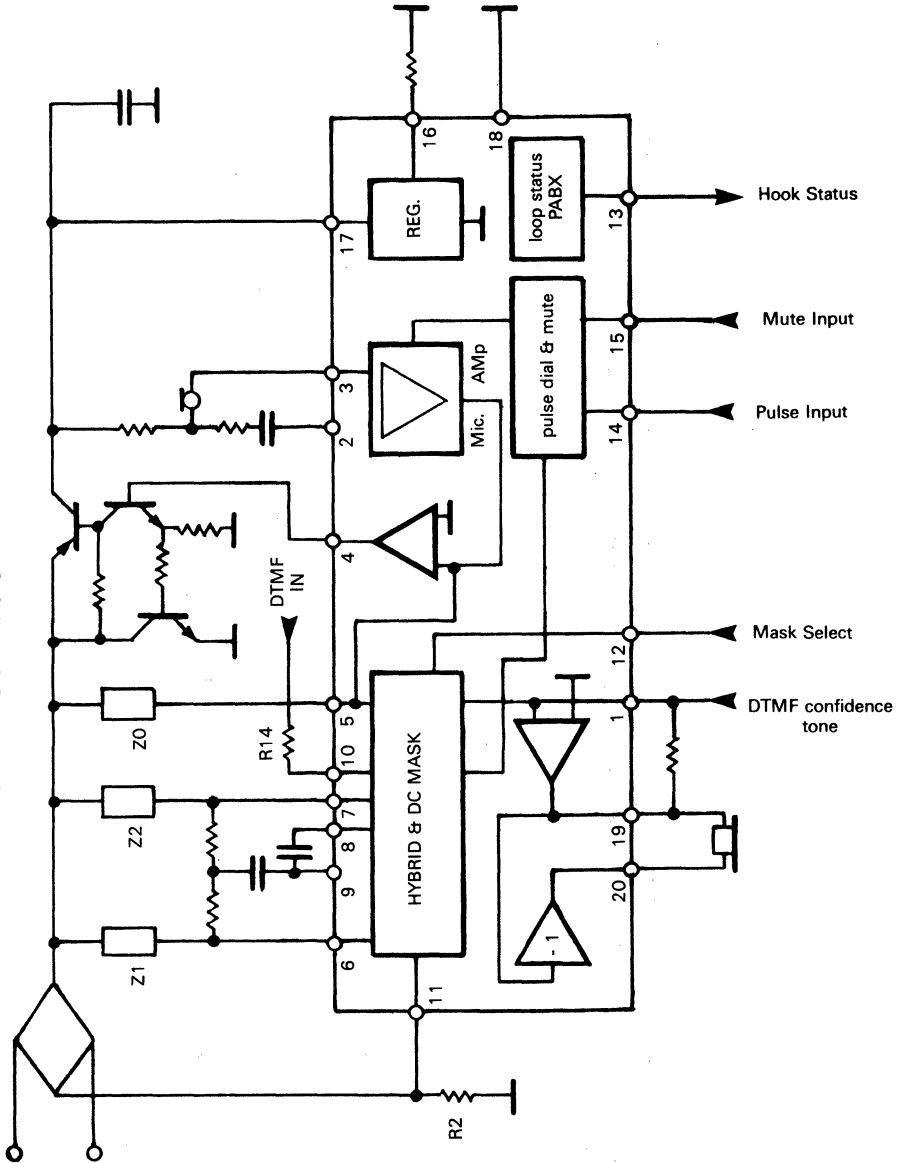 16
18
17
REG.
loop status
PABX
13
Hook Status
3
2
AMp
Mic.
pulse dial & mute
15
Mute Input
14
Pulse Input
4
DTMF
IN
12
Mask Select
Z0
R14
5
10
1
DTMF confidence
tone
Z2
7
8
9
HYBRID & DC MASK
19
20
- 1
Z1
6
11
R2